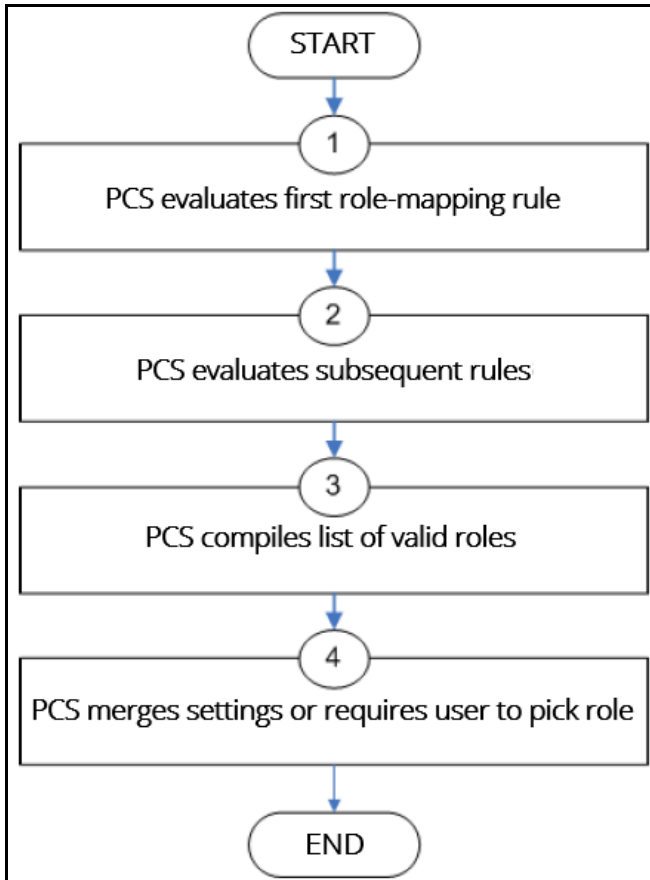 START
1
PCS evaluates first role-mapping rule
2
PCS evaluates subsequent rules
3
PCS compiles list of valid roles
4
PCS merges settings or requires user to pick role
END